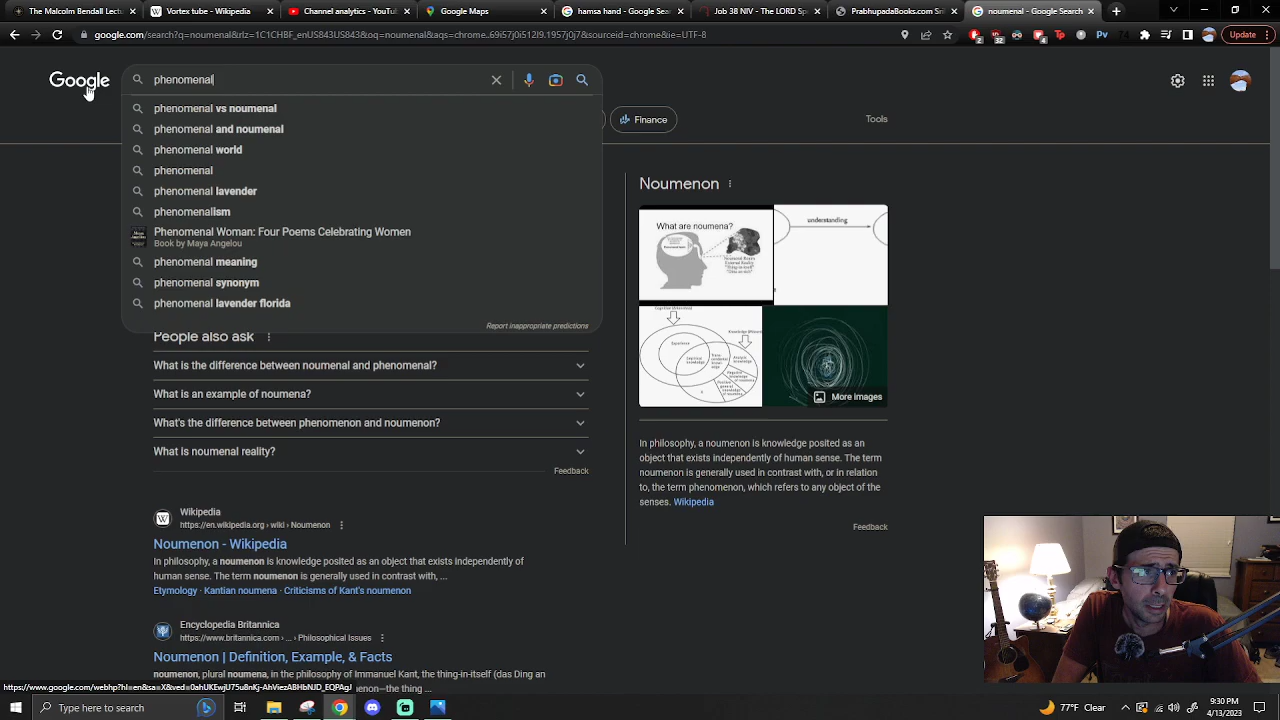 The Malcom Bendall Lectur
Vortex tube - Wikipedia
Channel analytics - YouTu
Google Maps
hamsa hand - Google Sea
Job 38 NIV - The LORD Sp
PrabhupadaBooks.com Sri
noumenal - Google Search
google.com/search?q=noumenal&rlz=1C1CHBF_enUS843US843&oq=noumenal&aqs=chrome..69i57j0i512l9.1957j0j7&sourceid=chrome&ie=UTF-8
Update
Google
phenomenal
Finance
Tools
phenomenal vs noumenal
phenomenal and noumenal
phenomenal world
phenomenal
phenomenal lavender
phenomenalism
Phenomenal Woman: Four Poems Celebrating Women
Book by Maya Angelou
phenomenal meaning
phenomenal synonym
phenomenal lavender florida
Report inappropriate predictions
People also ask
What is the difference between noumenal and phenomenal?
What is an example of noumena?
What's the difference between phenomenon and noumenon?
What is noumenal reality?
Feedback
Wikipedia
https://en.wikipedia.org › wiki › Noumenon
Noumenon - Wikipedia
In philosophy, a noumenon is knowledge posited as an object that exists independently of
human sense. The term noumenon is generally used in contrast with, ...
Etymology · Kantian noumena · Criticisms of Kant's noumenon
Encyclopedia Britannica
https://www.britannica.com › ... › Philosophical Issues
Noumenon | Definition, Example, & Facts
noumenon, plural noumena, in the philosophy of Immanuel Kant, the thing-in-itself (das Ding an
Noumenon
What are noumena?
understanding
Experience
More images
In philosophy, a noumenon is knowledge posited as an
object that exists independently of human sense. The term
noumenon is generally used in contrast with, or in relation
to, the term phenomenon, which refers to any object of the
senses. Wikipedia
Feedback
Type here to search
77°F Clear
9:30 PM
4/13/2023